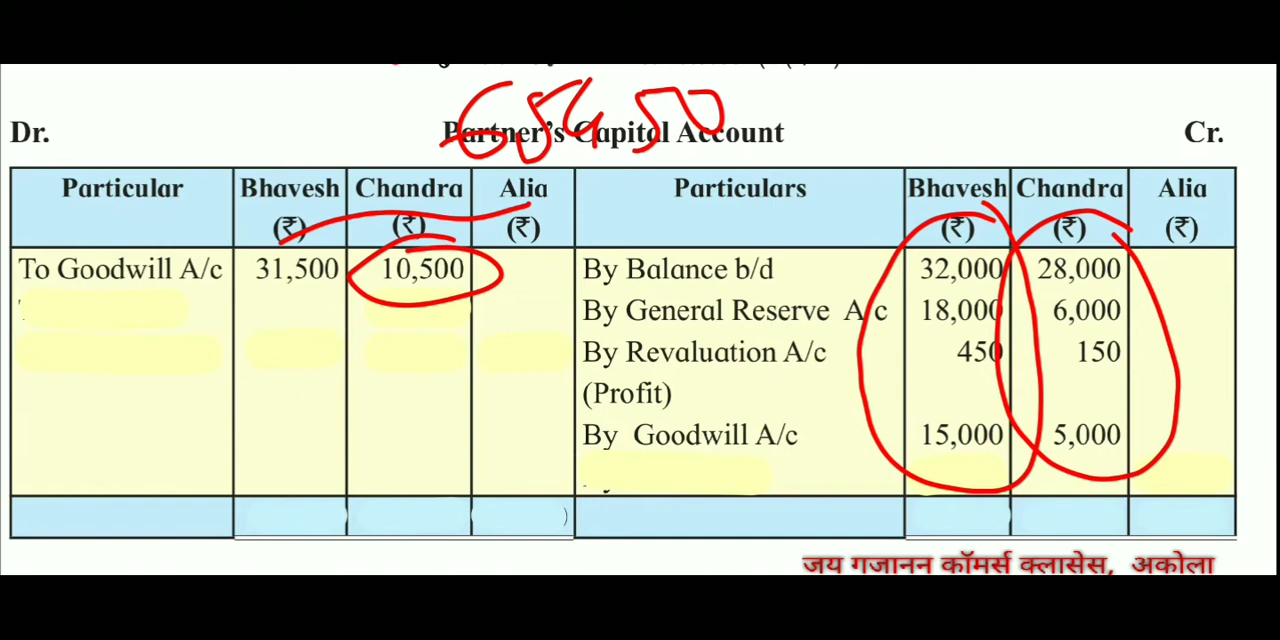 65450
Dr. Partner's Capital Account Cr.
Particular Bhavesh Chandra Alia Particulars Bhavesh Chandra Alia
(₹) (₹) (₹) (₹) (₹) (₹)
To Goodwill A/c 31,500 10,500 By Balance b/d 32,000 28,000
By General Reserve A/c 18,000 6,000
By Revaluation A/c 450 150
(Profit)
By Goodwill A/c 15,000 5,000
जय गजानन कॉमर्स क्लासेस, अकोला